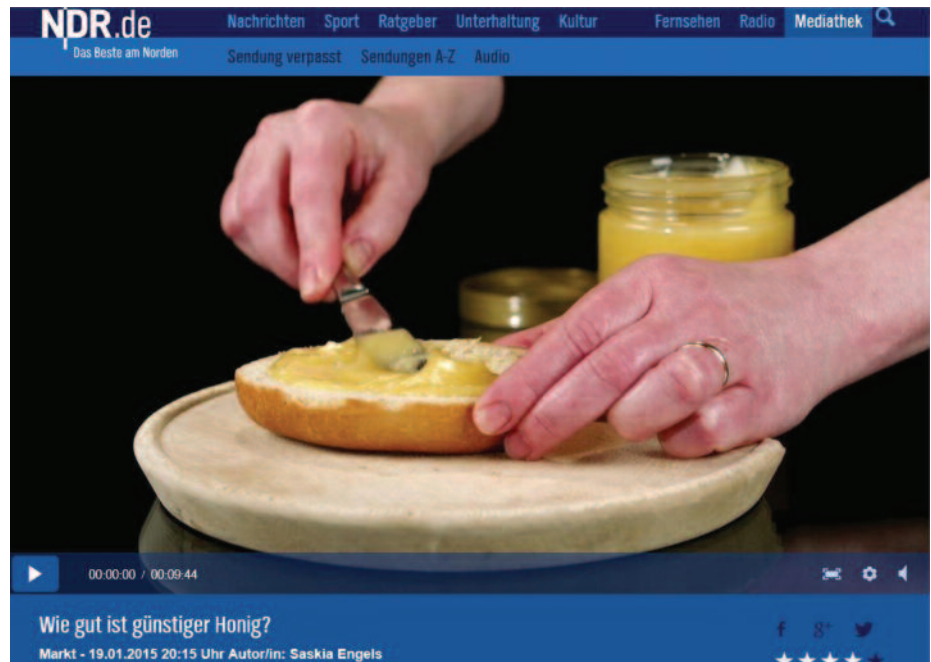 NDR.de
Das Beste am Norden
Nachrichten Sport Ratgeber Unterhaltung Kultur Fernsehen Radio Mediathek
Sendung verpasst Sendungen A-Z Audio
00:00:00 / 00:09:44
Wie gut ist günstiger Honig?
f g+
Markt - 19.01.2015 20:15 Uhr Autor/in: Saskia Engels